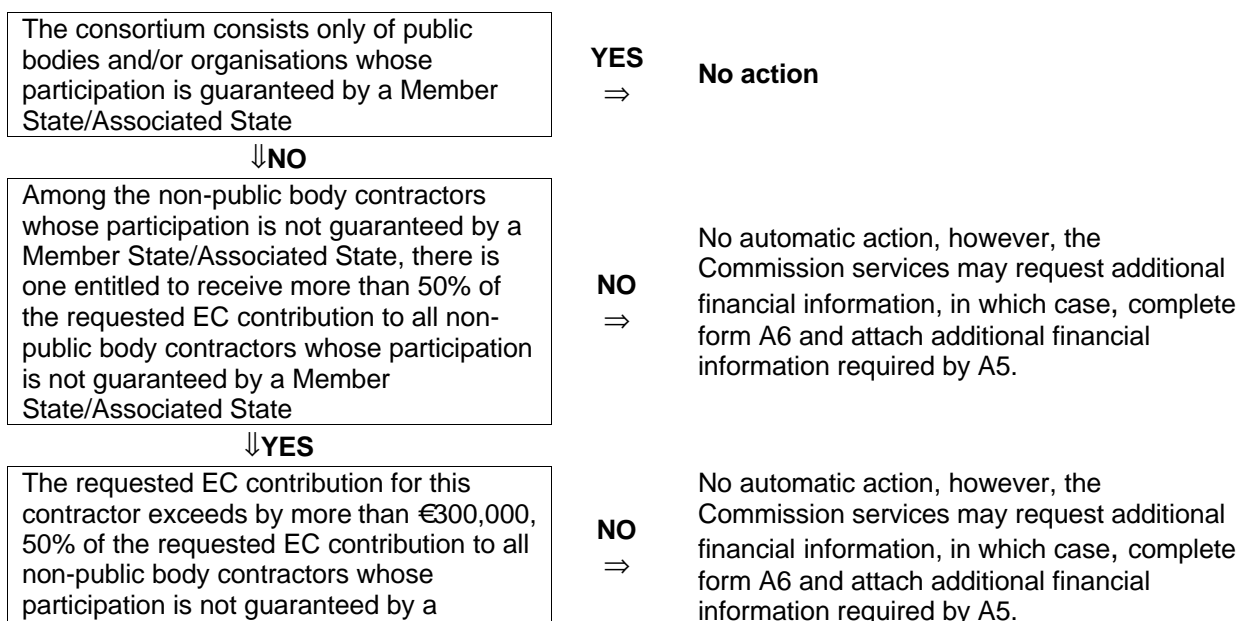 The consortium consists only of public
bodies and/or organisations whose
participation is guaranteed by a Member
State/Associated State
YES
⇒
No action
⇓NO
Among the non-public body contractors
whose participation is not guaranteed by a
Member State/Associated State, there is
one entitled to receive more than 50% of
the requested EC contribution to all non-
public body contractors whose participation
is not guaranteed by a Member
State/Associated State
NO
⇒
No automatic action, however, the
Commission services may request additional
financial information, in which case, complete
form A6 and attach additional financial
information required by A5.
⇓YES
The requested EC contribution for this
contractor exceeds by more than €300,000,
50% of the requested EC contribution to all
non-public body contractors whose
participation is not guaranteed by a
NO
⇒
No automatic action, however, the
Commission services may request additional
financial information, in which case, complete
form A6 and attach additional financial
information required by A5.